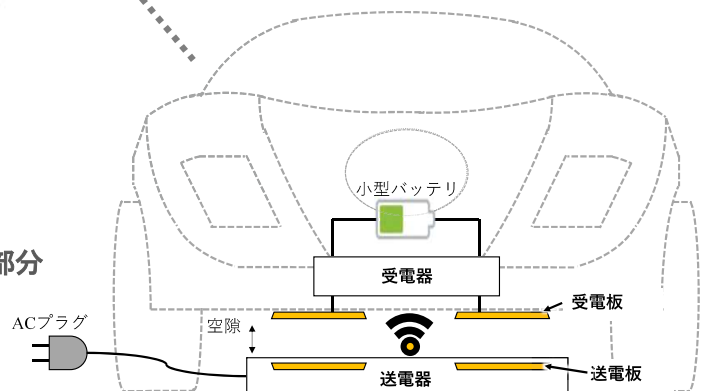 小型バッテリ
部分
受電器
受電板
ACプラグ
空隙
送電板
送電器